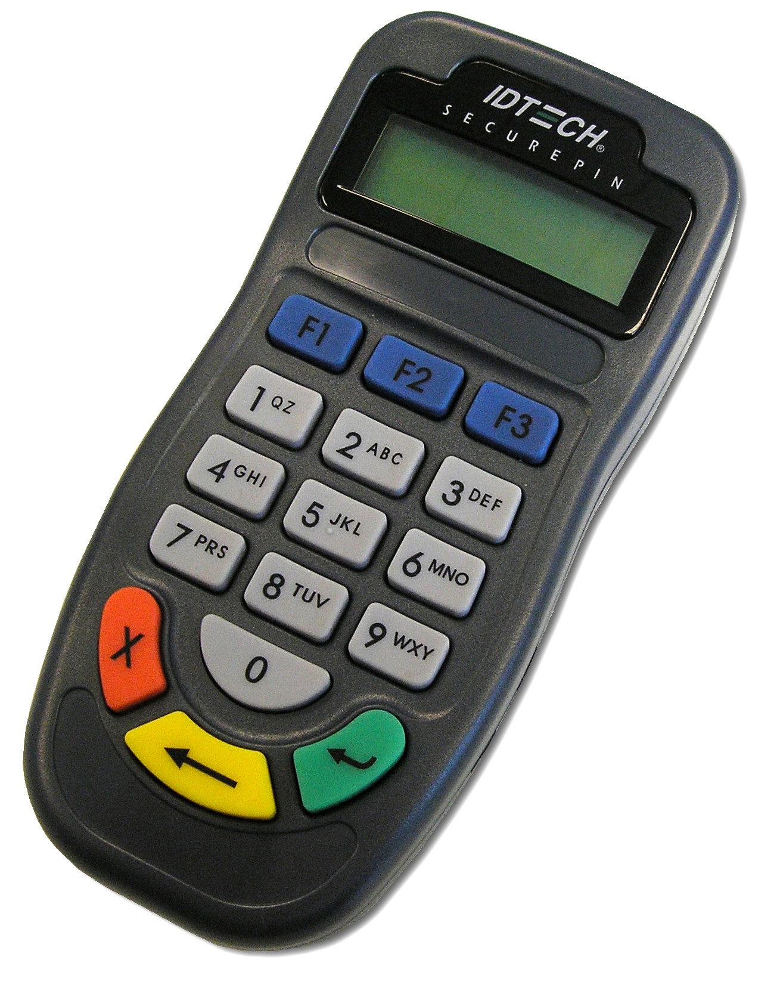 IDTECH®
SECUREPIN
F1 F2 F3
1 QZ 2 ABC 3 DEF
4 GHI 5 JKL 6 MNO
7 PRS 8 TUV 9 WXY
X 0